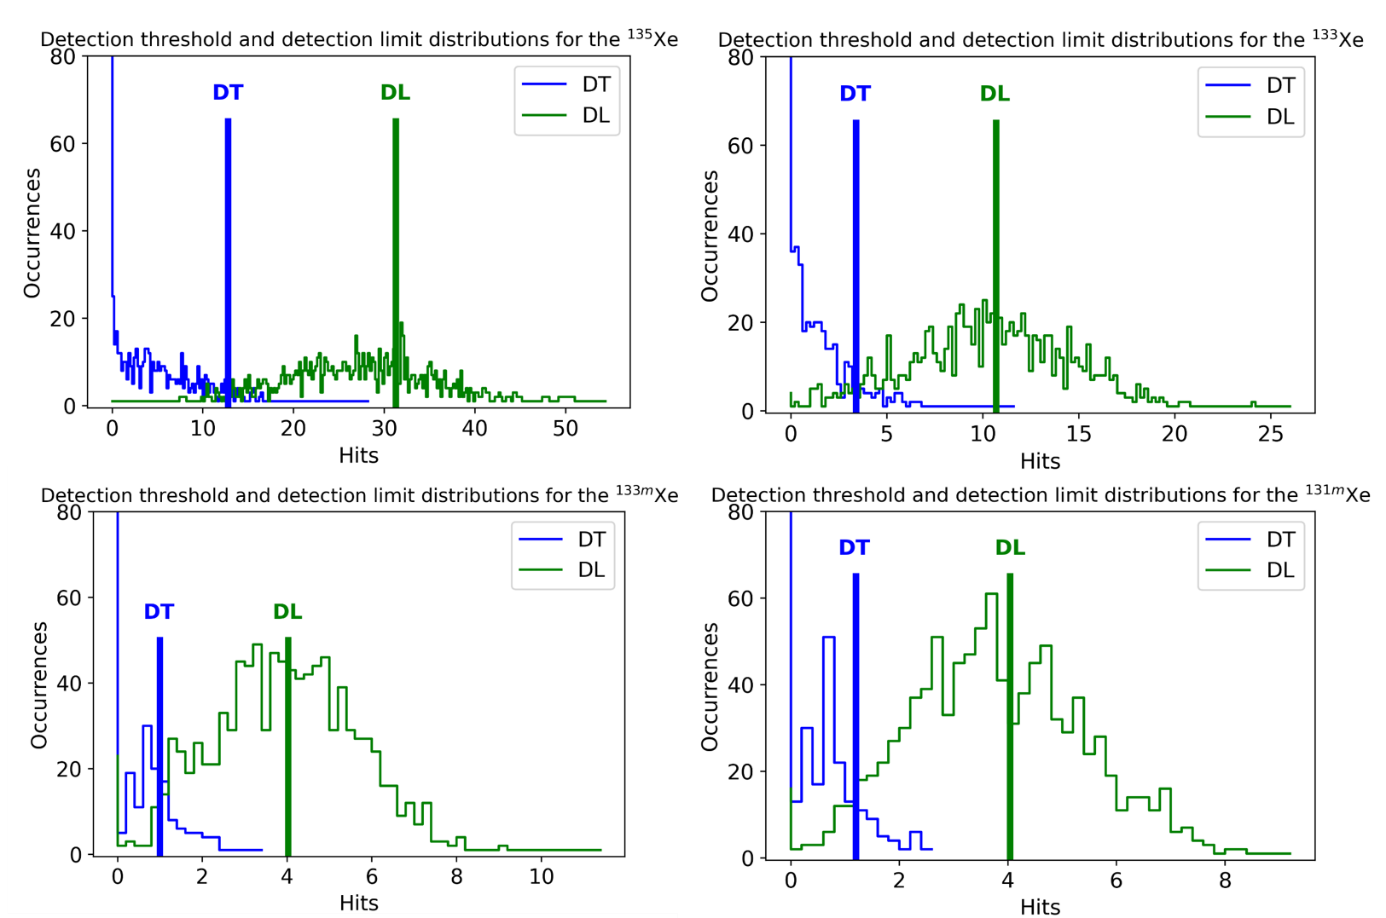 Detection threshold and detection limit distributions for the ¹³⁵Xe
80
60
40
20
0
Occurrences
DT
DL
DT
DL
0 10 20 30 40 50
Hits
Detection threshold and detection limit distributions for the ¹³³Xe
80
60
40
20
0
Occurrences
DT
DL
DT
DL
0 5 10 15 20 25
Hits
Detection threshold and detection limit distributions for the ¹³³ᵐXe
80
60
40
20
0
Occurrences
DT
DL
DT
DL
0 2 4 6 8 10
Hits
Detection threshold and detection limit distributions for the ¹³¹ᵐXe
80
60
40
20
0
Occurrences
DT
DL
DT
DL
0 2 4 6 8
Hits